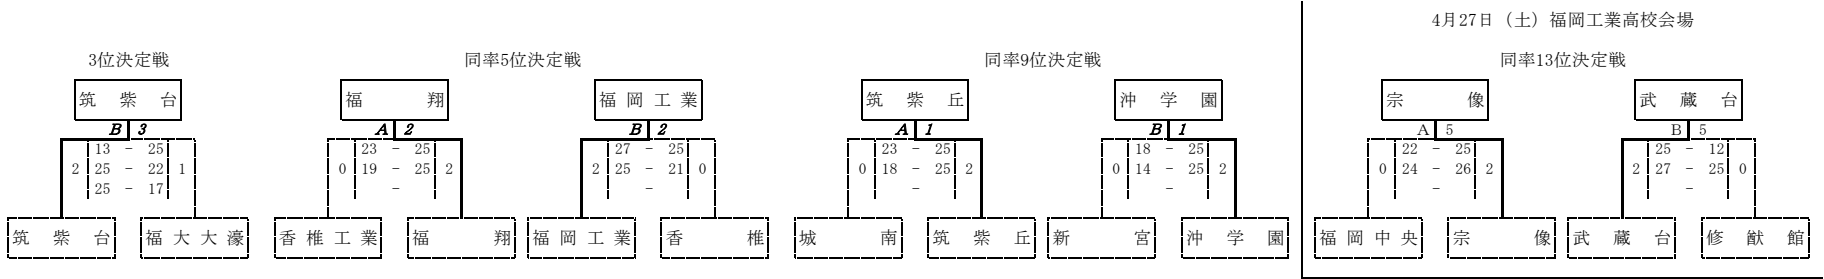 4月27日（土）福岡工業高校会場
3位決定戦 同率5位決定戦 同率9位決定戦 同率13位決定戦
筑紫台 福翔 福岡工業 筑紫丘 沖学園 宗像 武蔵台
B 3 A 2 B 2 A 1 B 1 A 5 B 5
13 - 25 23 - 25 27 - 25 23 - 25 18 - 25 22 - 25 25 - 12
2 25 - 22 1 0 19 - 25 2 2 25 - 21 0 0 18 - 25 2 0 14 - 25 2 0 24 - 26 2 2 27 - 25 0
25 - 17 - - - - - -
筑紫台 福大大濠 香椎工業 福翔 福岡工業 香椎 城南 筑紫丘 新宮 沖学園 福岡中央 宗像 武蔵台 修猷館